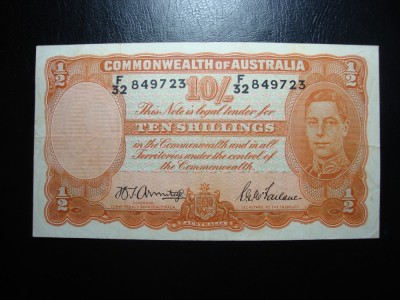 COMMONWEALTH OF AUSTRALIA
1/2 1/2
F/32 849723 10/- F/32 849723
This Note is legal tender for
TEN SHILLINGS
in the Commonwealth and in all
Territories under the control of
the Commonwealth.
1/2 1/2
AUSTRALIA